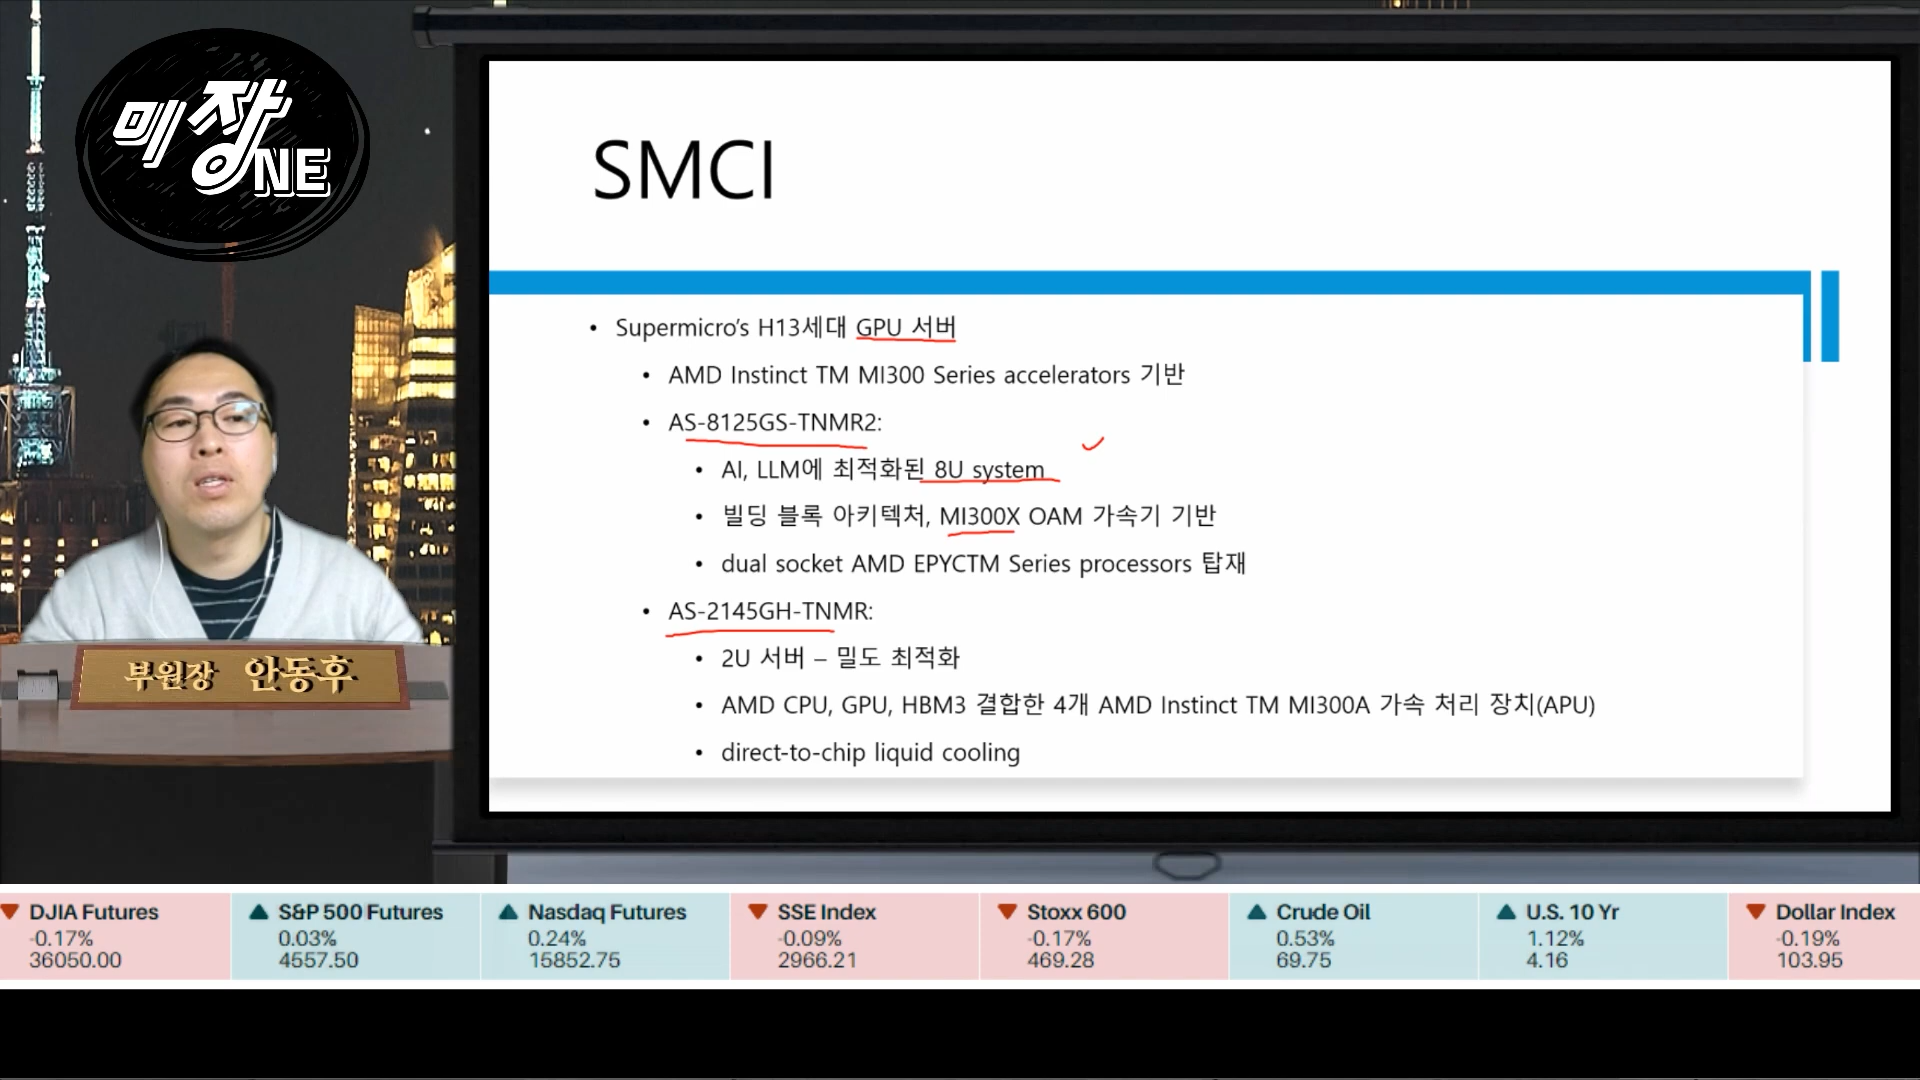 미장NE
SMCI
• Supermicro’s H13세대 GPU 서버
• AMD Instinct TM MI300 Series accelerators 기반
• AS-8125GS-TNMR2:
• AI, LLM에 최적화된 8U system
• 빌딩 블록 아키텍처, MI300X OAM 가속기 기반
• dual socket AMD EPYCTM Series processors 탑재
• AS-2145GH-TNMR:
• 2U 서버 – 밀도 최적화
• AMD CPU, GPU, HBM3 결합한 4개 AMD Instinct TM MI300A 가속 처리 장치(APU)
• direct-to-chip liquid cooling
부원장 안동후
▼ DJIA Futures
-0.17%
36050.00
▲ S&P 500 Futures
0.03%
4557.50
▲ Nasdaq Futures
0.24%
15852.75
▼ SSE Index
-0.09%
2966.21
▼ Stoxx 600
-0.17%
469.28
▲ Crude Oil
0.53%
69.75
▲ U.S. 10 Yr
1.12%
4.16
▼ Dollar Index
-0.19%
103.95